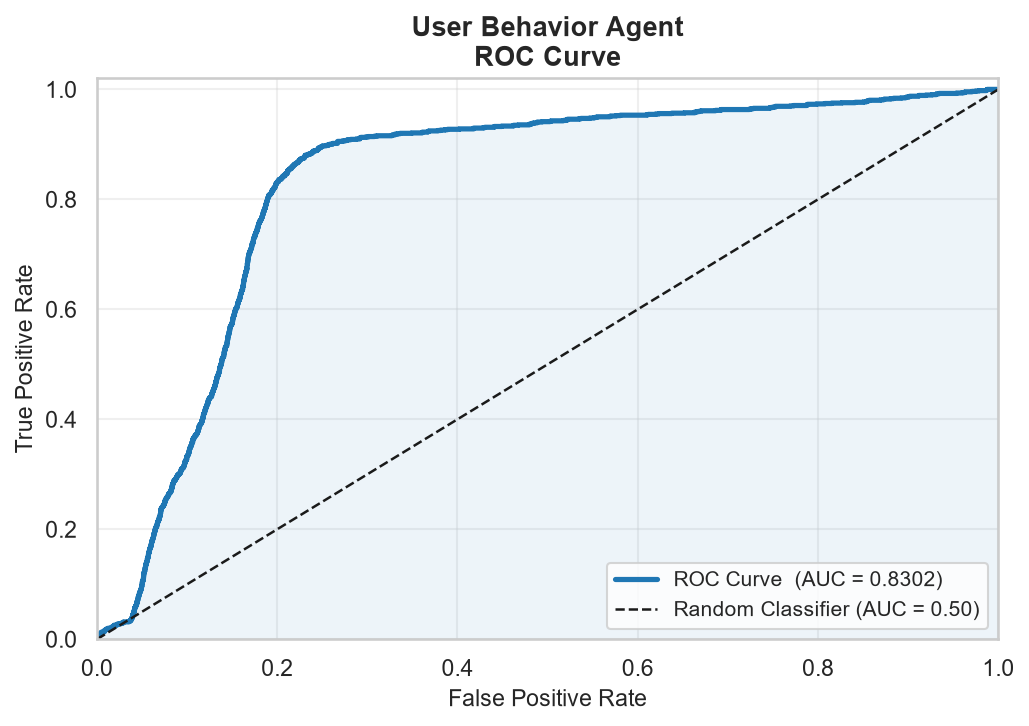 User Behavior Agent
ROC Curve
True Positive Rate
1.0
0.8
0.6
0.4
0.2
0.0
ROC Curve (AUC = 0.8302)
Random Classifier (AUC = 0.50)
0.0 0.2 0.4 0.6 0.8 1.0
False Positive Rate